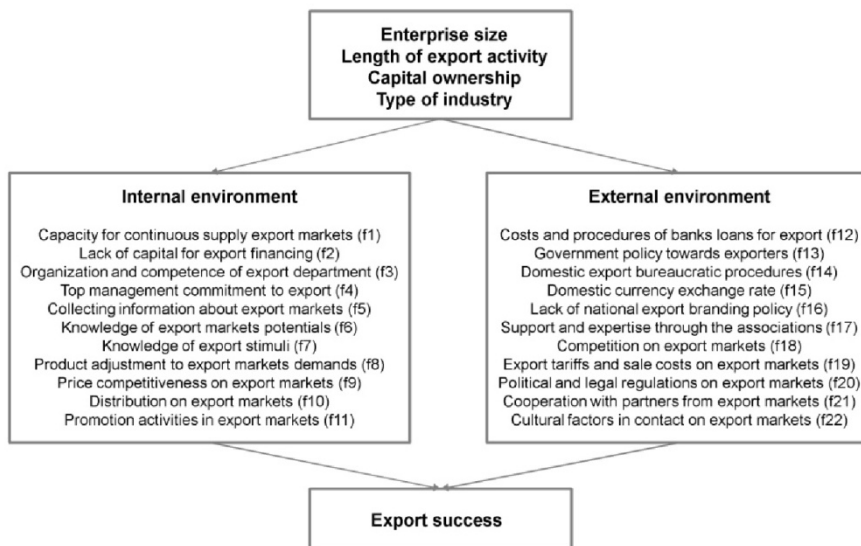 Enterprise size
Length of export activity
Capital ownership
Type of industry
Internal environment
Capacity for continuous supply export markets (f1)
Lack of capital for export financing (f2)
Organization and competence of export department (f3)
Top management commitment to export (f4)
Collecting information about export markets (f5)
Knowledge of export markets potentials (f6)
Knowledge of export stimuli (f7)
Product adjustment to export markets demands (f8)
Price competitiveness on export markets (f9)
Distribution on export markets (f10)
Promotion activities in export markets (f11)
External environment
Costs and procedures of banks loans for export (f12)
Government policy towards exporters (f13)
Domestic export bureaucratic procedures (f14)
Domestic currency exchange rate (f15)
Lack of national export branding policy (f16)
Support and expertise through the associations (f17)
Competition on export markets (f18)
Export tariffs and sale costs on export markets (f19)
Political and legal regulations on export markets (f20)
Cooperation with partners from export markets (f21)
Cultural factors in contact on export markets (f22)
Export success